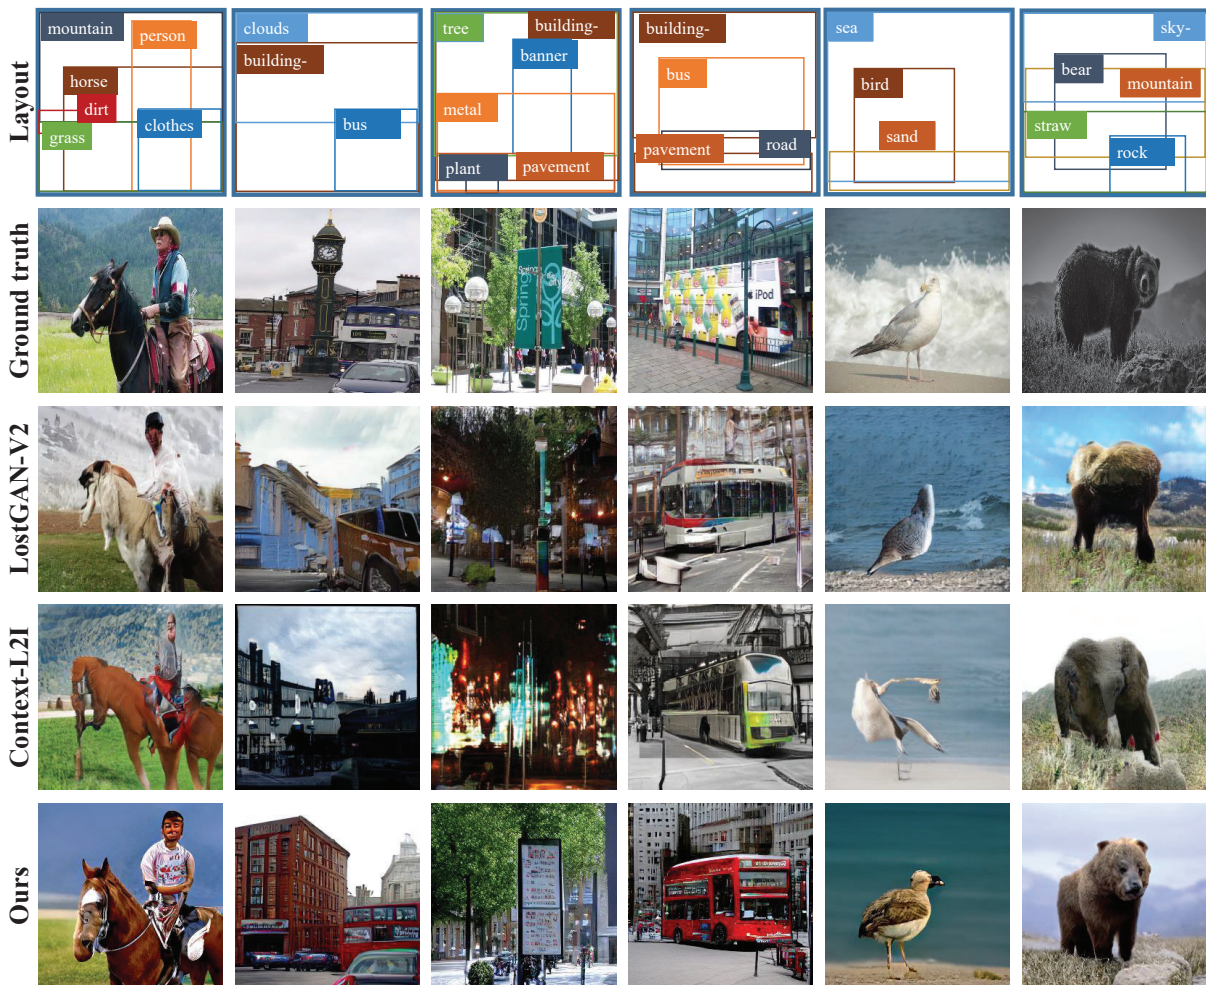 Layout
mountain
person
horse
dirt
clothes
grass
clouds
building-
bus
tree
building-
banner
metal
plant
pavement
building-
bus
pavement
road
sea
bird
sand
sky-
bear
mountain
straw
rock
Ground truth
Spring
Spring
iPod
LostGAN-V2
Context-L2I
Ours